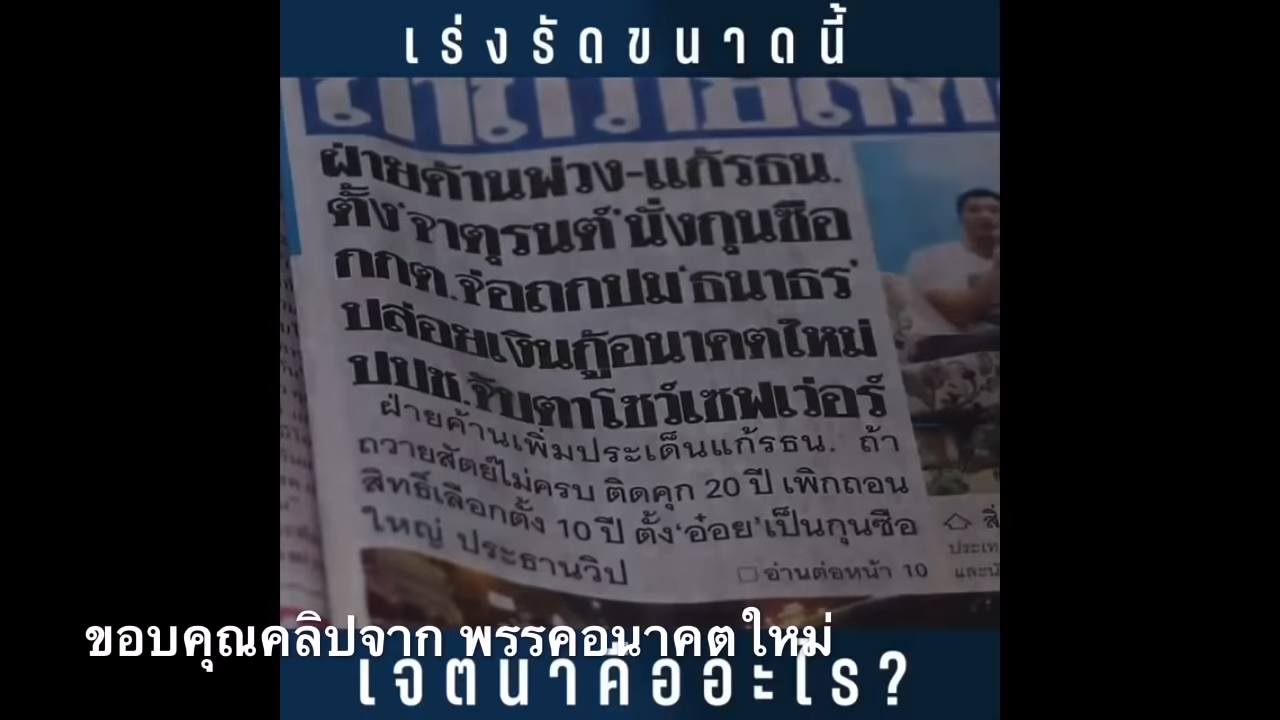 เร่งรัดขนาดนี้
ฝ่ายค้านพ่วง-แก้รธน.
ตั้ง'จาตุรนต์'นั่งกุนซือ
กกต.จ่อถกปม'ธนาธร'
ปล่อยเงินกู้อนาคตใหม่
ปปช.จับตาโชว์เซฟเว่อร์
ฝ่ายค้านเพิ่มประเด็นแก้รธน. ถ้า
ถวายสัตย์ไม่ครบ ติดคุก 20 ปี เพิกถอน
สิทธิ์เลือกตั้ง 10 ปี ตั้ง'อ๋อย'เป็นกุนซือ
ใหญ่ ประธานวิป
อ่านต่อหน้า 10
ประเท
และน
ขอบคุณคลิปจาก พรรคอนาคตใหม่
เจตนาคืออะไร?